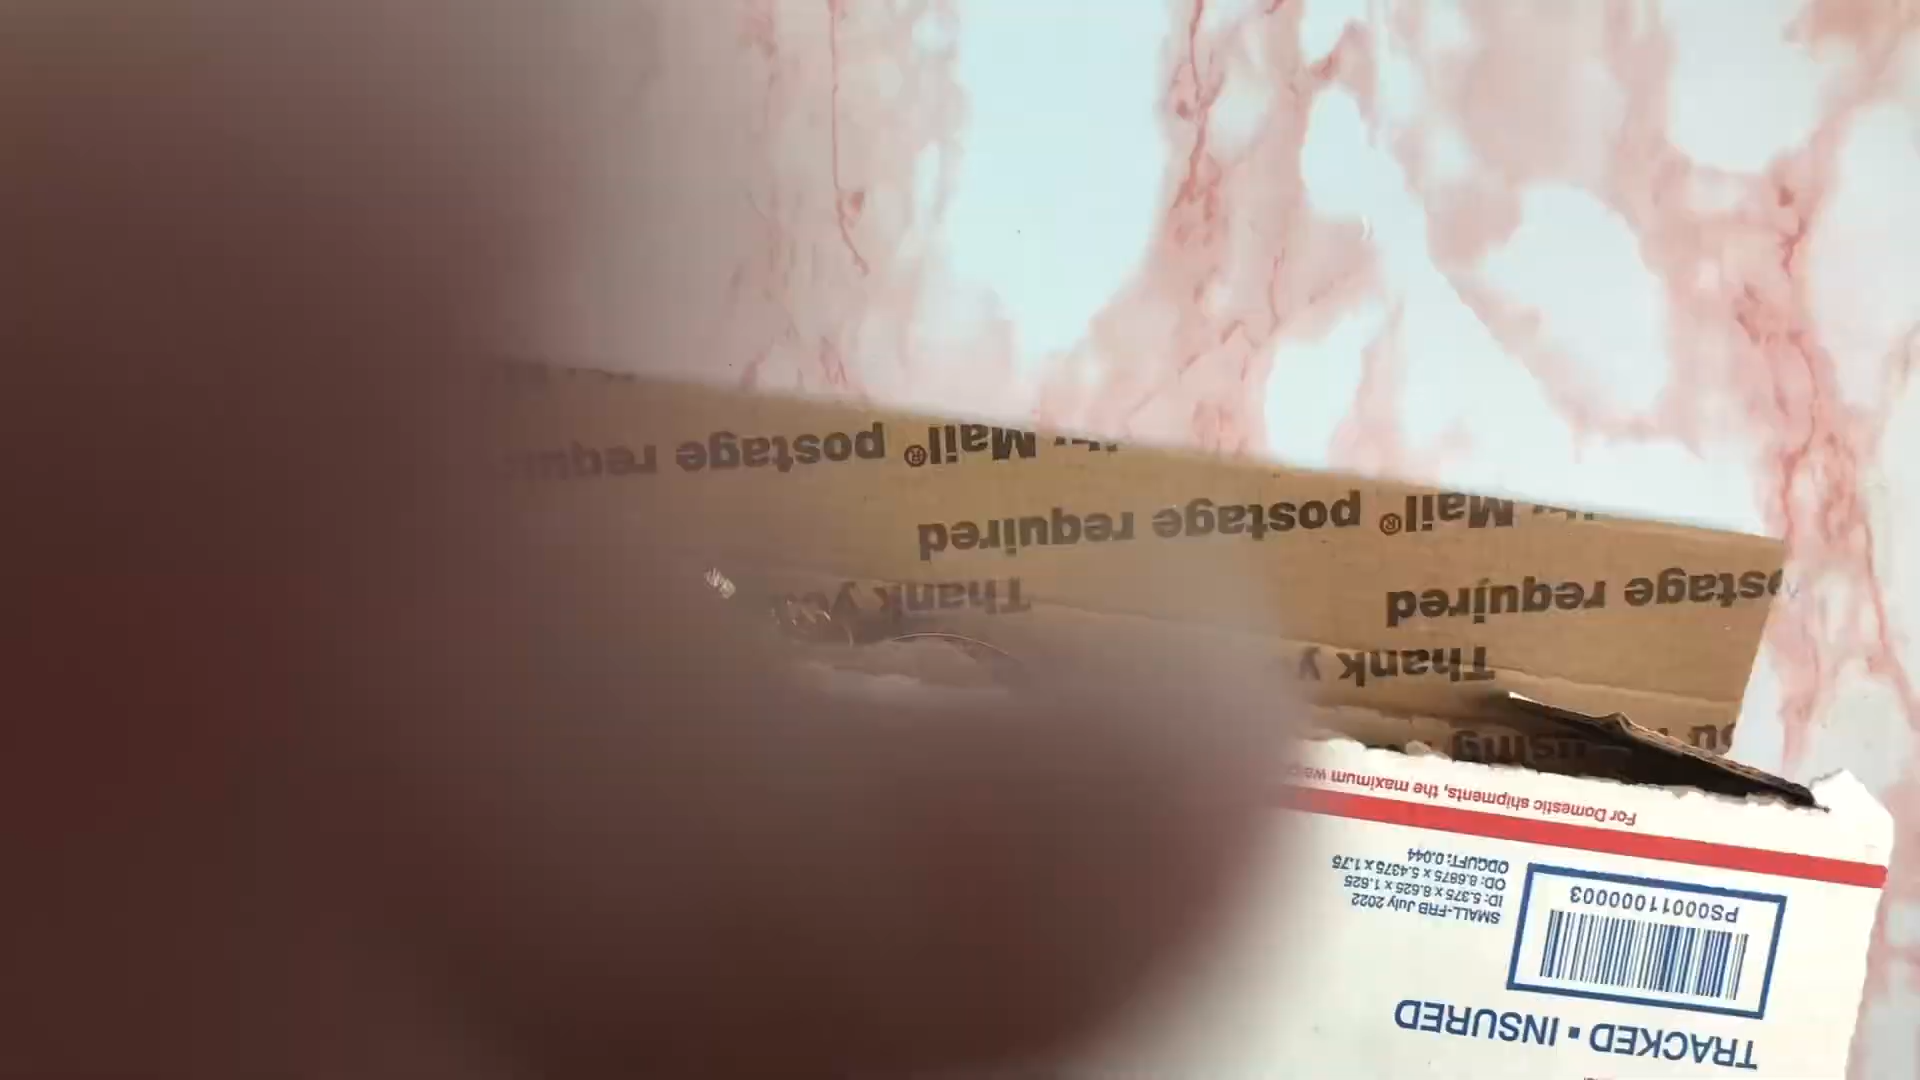 TRACKED ▪ INSURED
PS00011000003
SMALL-FRB July 2022
ID: 5.375 x 8.625 x 1.625
OD: 8.6875 x 5.4375 x 1.75
ODCUFT: 0.044
For Domestic shipments, the maximum
using
Thank
required
postage required
Thank you
Mail® postage required
Mail® postage